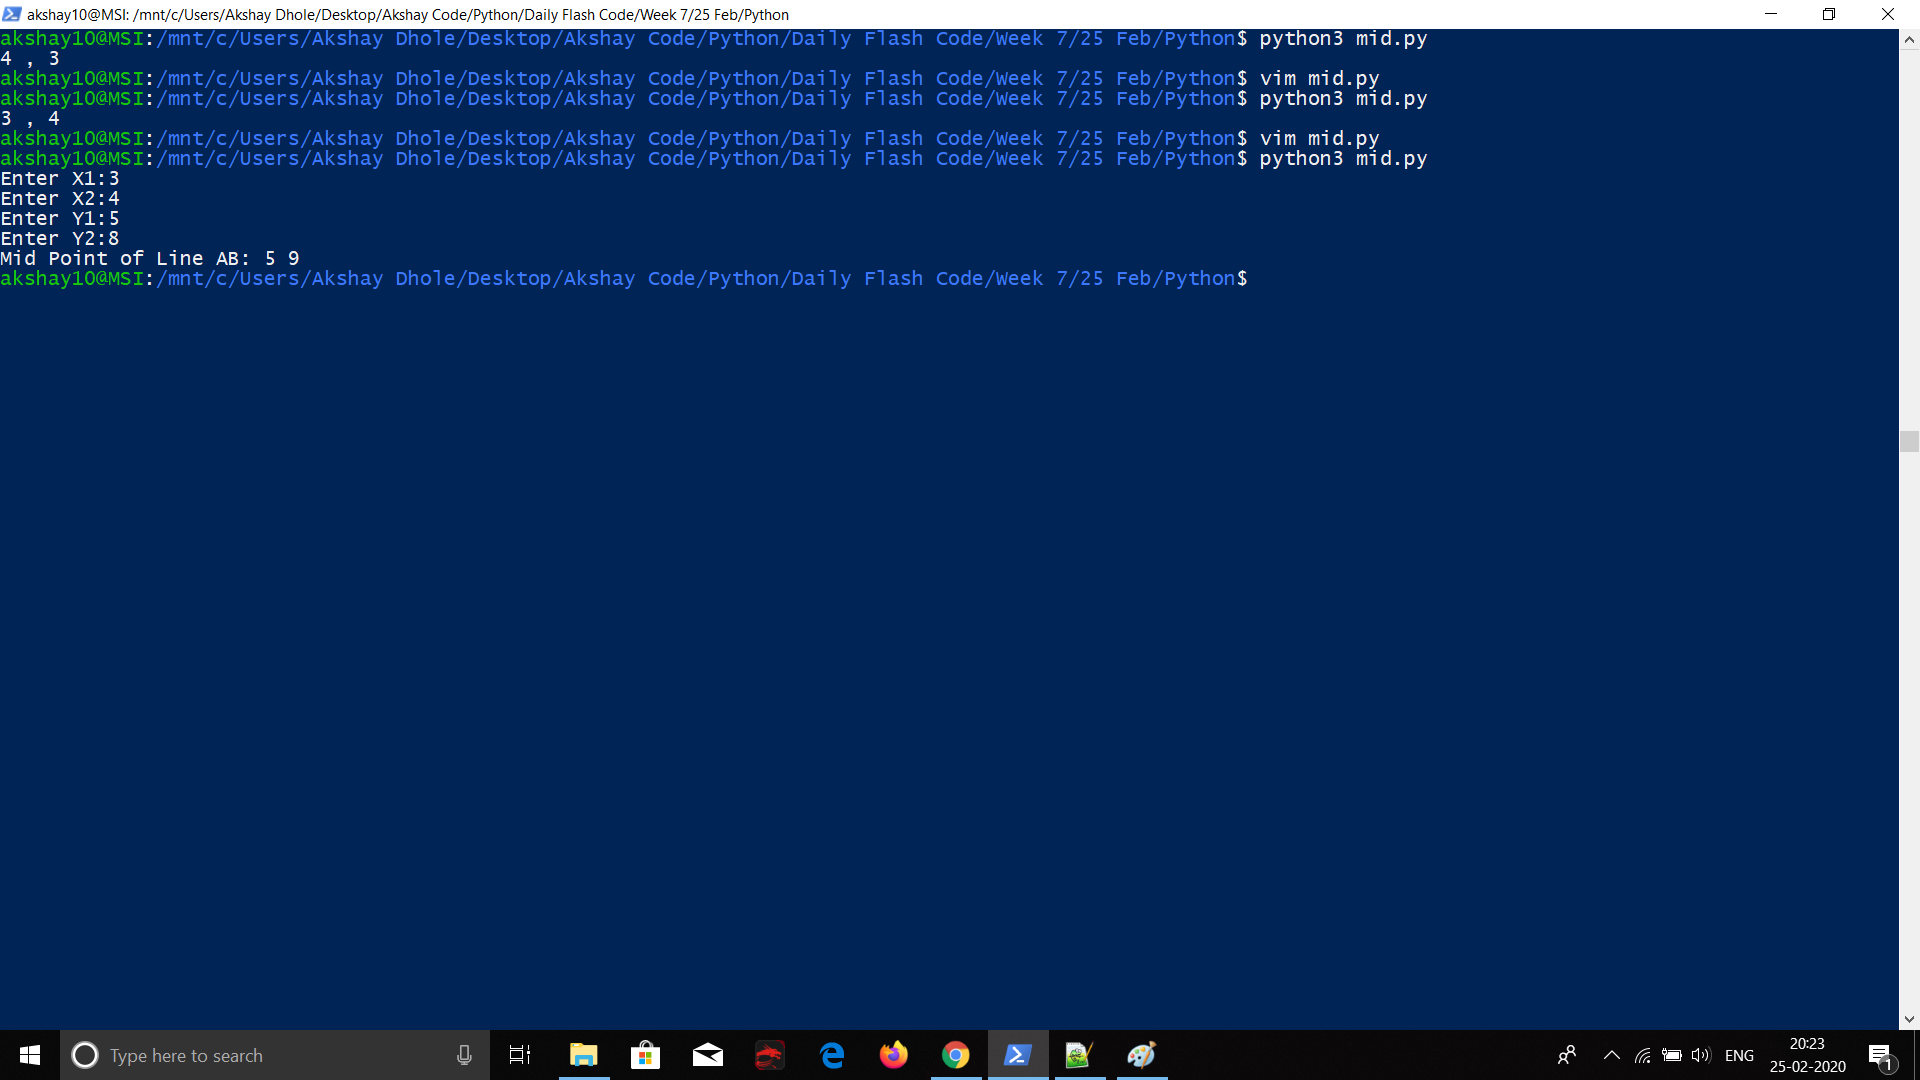 akshay10@MSI: /mnt/c/Users/Akshay Dhole/Desktop/Akshay Code/Python/Daily Flash Code/Week 7/25 Feb/Python
akshay10@MSI:/mnt/c/Users/Akshay Dhole/Desktop/Akshay Code/Python/Daily Flash Code/Week 7/25 Feb/Python$ python3 mid.py
4 , 3
akshay10@MSI:/mnt/c/Users/Akshay Dhole/Desktop/Akshay Code/Python/Daily Flash Code/Week 7/25 Feb/Python$ vim mid.py
akshay10@MSI:/mnt/c/Users/Akshay Dhole/Desktop/Akshay Code/Python/Daily Flash Code/Week 7/25 Feb/Python$ python3 mid.py
3 , 4
akshay10@MSI:/mnt/c/Users/Akshay Dhole/Desktop/Akshay Code/Python/Daily Flash Code/Week 7/25 Feb/Python$ vim mid.py
akshay10@MSI:/mnt/c/Users/Akshay Dhole/Desktop/Akshay Code/Python/Daily Flash Code/Week 7/25 Feb/Python$ python3 mid.py
Enter X1:3
Enter X2:4
Enter Y1:5
Enter Y2:8
Mid Point of Line AB: 5 9
akshay10@MSI:/mnt/c/Users/Akshay Dhole/Desktop/Akshay Code/Python/Daily Flash Code/Week 7/25 Feb/Python$
Type here to search
ENG
20:23
25-02-2020
1